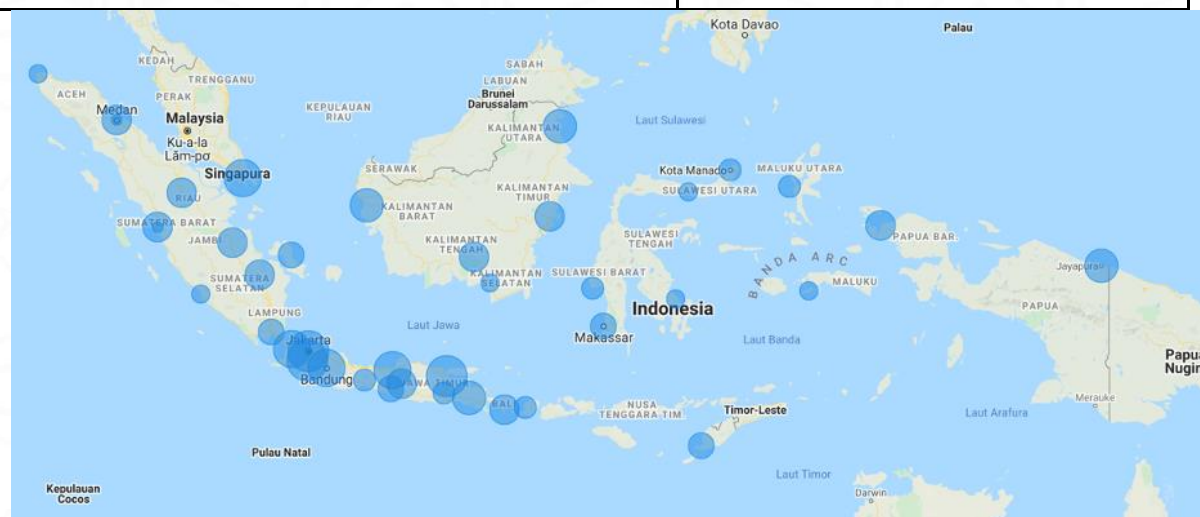 Kota Davao
Palau
KEDAH
TRENGGANU
SABAH
LABUAN
Brunei
Darussalam
ACEH
PERAK
Medan
Malaysia
KEPULAUAN
RIAU
KALIMANTAN
UTARA
Laut Sulawesi
Ku-a-la
Lăm-pơ
Singapura
SERAWAK
Kota Manado
MALUKU UTARA
SULAWESI UTARA
RIAU
KALIMANTAN
BARAT
KALIMANTAN
TIMUR
SUMATERA BARAT
JAMBI
KALIMANTAN
TENGAH
SULAWESI
TENGAH
PAPUA BAR.
BANDA ARC
Jayapura
SUMATERA
SELATAN
KALIMANTAN
SELATAN
SULAWESI BARAT
MALUKU
PAPUA
LAMPUNG
Indonesia
Laut Jawa
Makassar
Laut Banda
Jakarta
Bandung
JAWA TIMUR
BALI
Papu
Nugin
Merauke
NUSA
TENGGARA TIM.
Timor-Leste
Laut Arafura
Pulau Natal
Laut Timor
Kepulauan
Cocos
Darwin